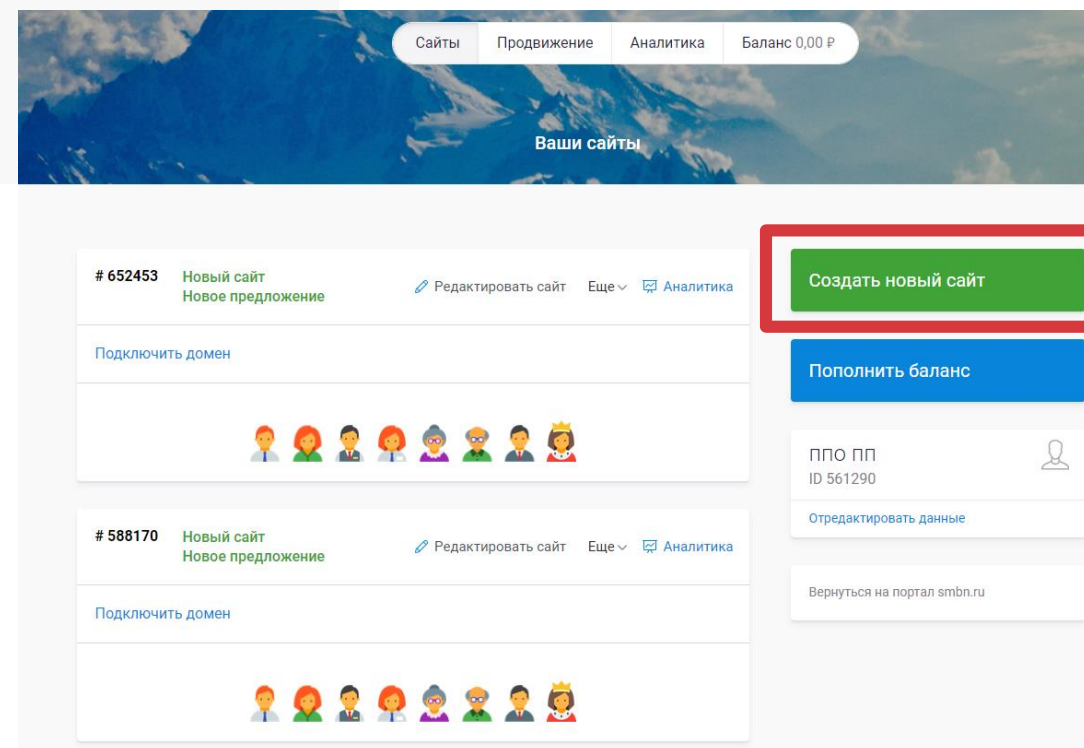 Сайты Продвижение Аналитика Баланс 0,00 ₽
Ваши сайты
# 652453 Новый сайт
Новое предложение
Редактировать сайт Еще Аналитика
Подключить домен
# 588170 Новый сайт
Новое предложение
Редактировать сайт Еще Аналитика
Подключить домен
Создать новый сайт
Пополнить баланс
ППО ПП
ID 561290
Отредактировать данные
Вернуться на портал smbn.ru